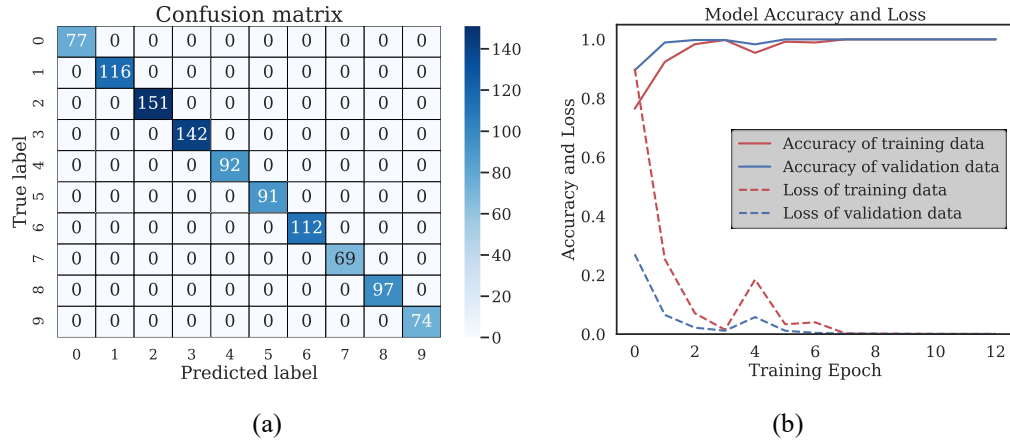 Confusion matrix
True label
0 77 0 0 0 0 0 0 0 0 0
1 0 116 0 0 0 0 0 0 0 0
2 0 0 151 0 0 0 0 0 0 0
3 0 0 0 142 0 0 0 0 0 0
4 0 0 0 0 92 0 0 0 0 0
5 0 0 0 0 0 91 0 0 0 0
6 0 0 0 0 0 0 112 0 0 0
7 0 0 0 0 0 0 0 69 0 0
8 0 0 0 0 0 0 0 0 97 0
9 0 0 0 0 0 0 0 0 0 74
0 1 2 3 4 5 6 7 8 9
Predicted label
140
120
100
80
60
40
20
0
(a)
Model Accuracy and Loss
Accuracy and Loss
1.0
0.8
0.6
0.4
0.2
0.0
Accuracy of training data
Accuracy of validation data
Loss of training data
Loss of validation data
0 2 4 6 8 10 12
Training Epoch
(b)